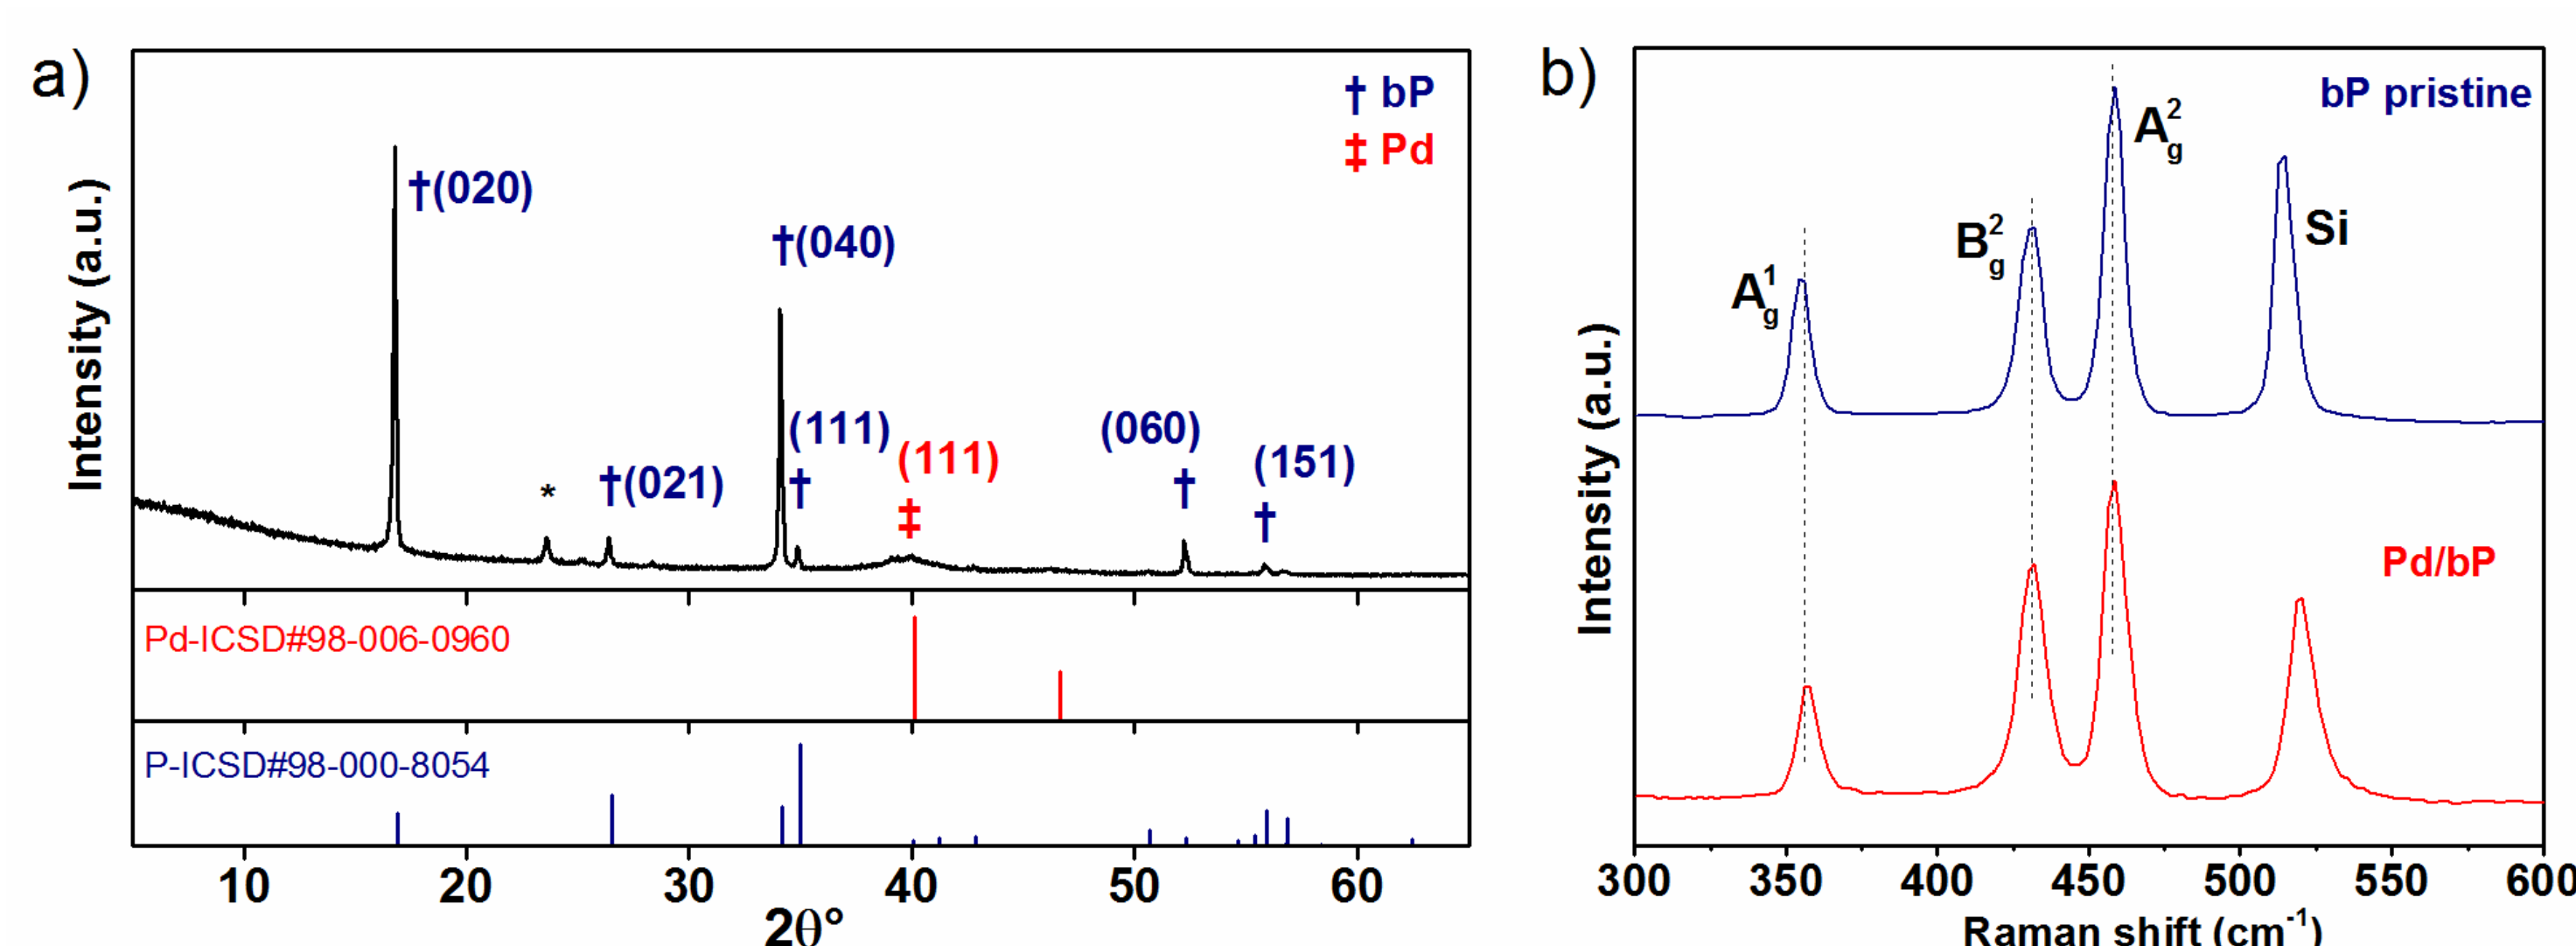 a)
† bP
‡ Pd
†(020)
†(040)
(111)
†
(111)
‡
(060)
†
(151)
†
*
†(021)
Intensity (a.u.)
Pd-ICSD#98-006-0960
P-ICSD#98-000-8054
10 20 30 40 50 60
2θ°
b)
bP pristine
A¹g
B²g
A²g
Si
Pd/bP
Intensity (a.u.)
300 350 400 450 500 550 600
Raman shift (cm⁻¹)